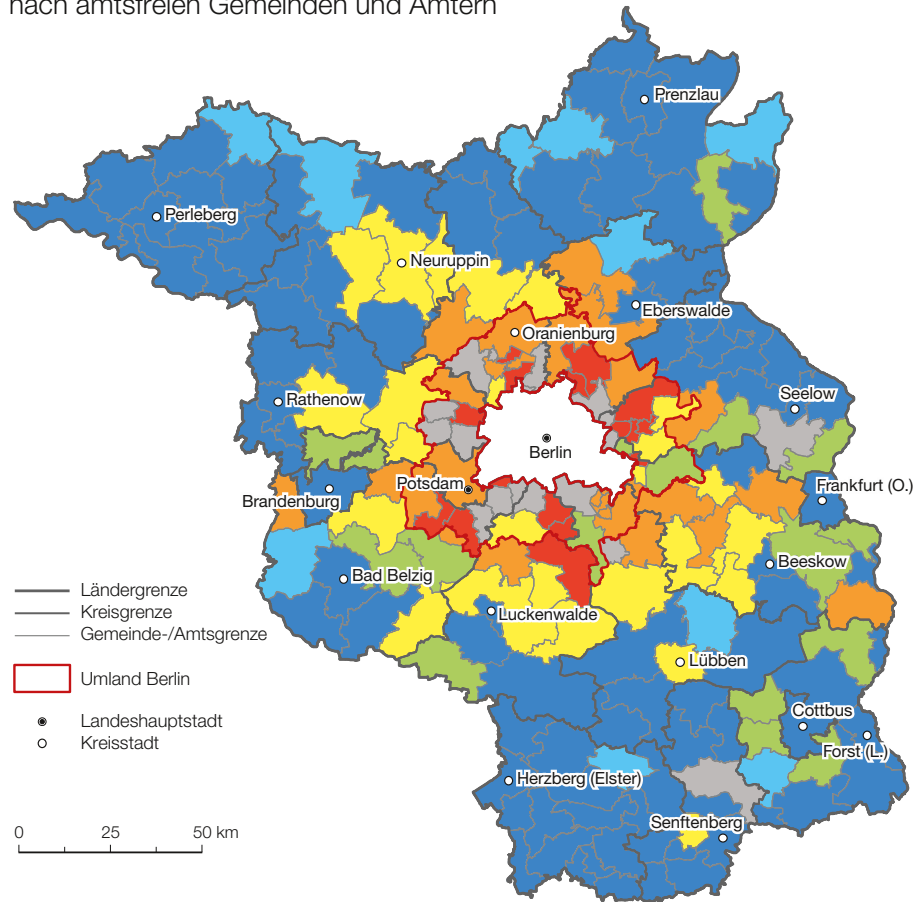 nach amtsfreien Gemeinden und Ämtern
Prenzlau
Perleberg
Neuruppin
Eberswalde
Oranienburg
Seelow
Rathenow
Berlin
Potsdam
Frankfurt (O.)
Brandenburg
Beeskow
Bad Belzig
Ländergrenze
Kreisgrenze
Luckenwalde
Gemeinde-/Amtsgrenze
Lübben
Umland Berlin
Cottbus
Landeshauptstadt
Kreisstadt
Forst (L.)
Herzberg (Elster)
Senftenberg
0 25 50 km